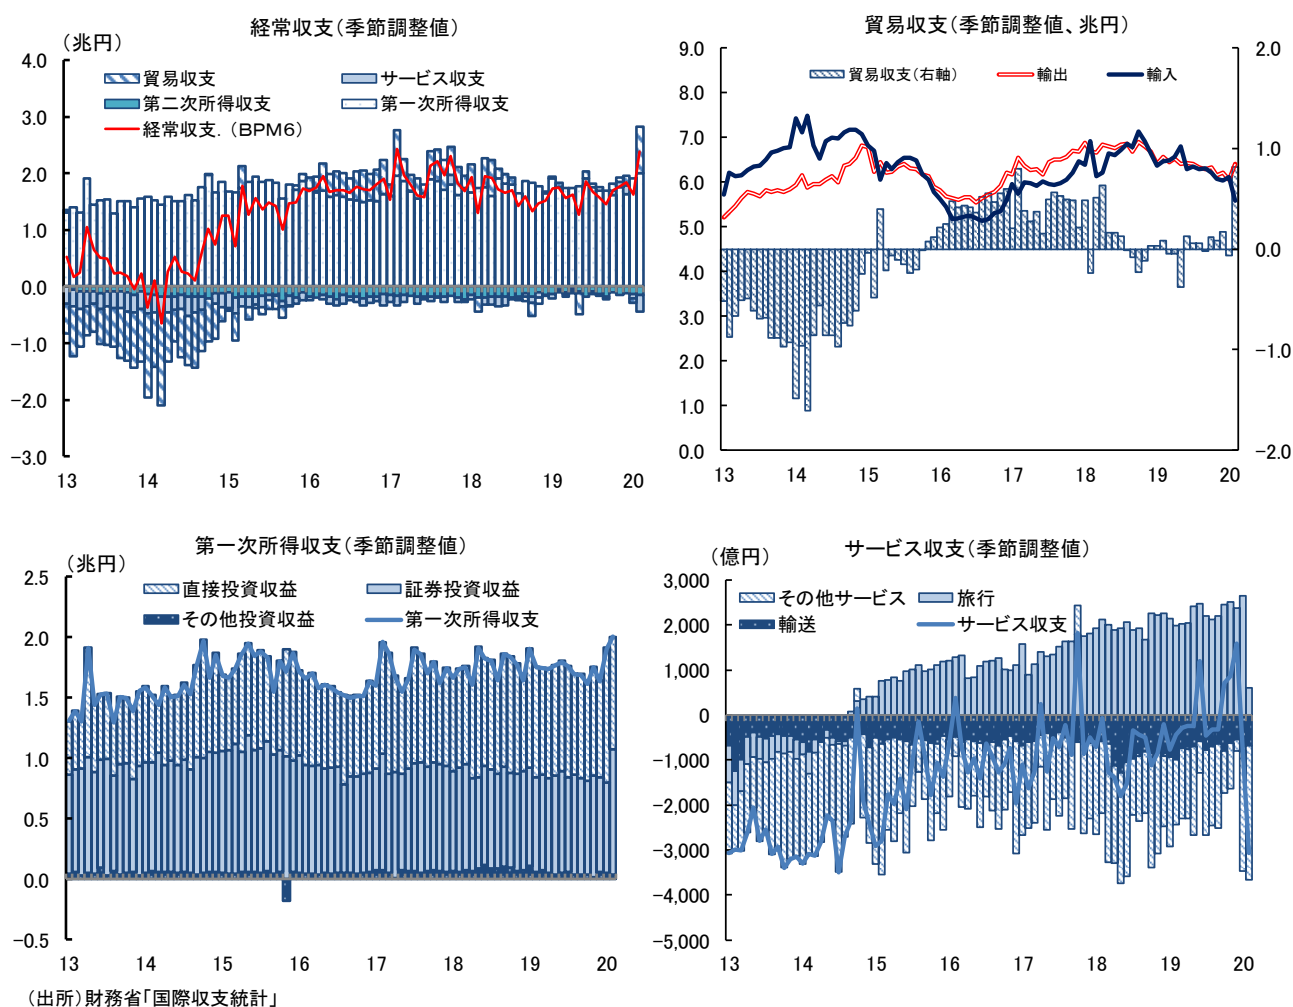 経常収支(季節調整値)
(兆円)
4.0
3.0
2.0
1.0
0.0
-1.0
-2.0
-3.0
貿易収支
サービス収支
第二次所得収支
第一次所得収支
経常収支.(BPM6)
13 14 15 16 17 18 19 20
貿易収支(季節調整値、兆円)
9.0
8.0
7.0
6.0
5.0
4.0
3.0
2.0
1.0
0.0
2.0
1.0
0.0
-1.0
-2.0
貿易収支(右軸)
輸出
輸入
13 14 15 16 17 18 19 20
第一次所得収支(季節調整値)
(兆円)
2.5
2.0
1.5
1.0
0.5
0.0
-0.5
直接投資収益
証券投資収益
その他投資収益
第一次所得収支
13 14 15 16 17 18 19 20
サービス収支(季節調整値)
(億円)
3,000
2,000
1,000
0
-1,000
-2,000
-3,000
-4,000
-5,000
その他サービス
旅行
輸送
サービス収支
13 14 15 16 17 18 19 20
(出所)財務省「国際収支統計」